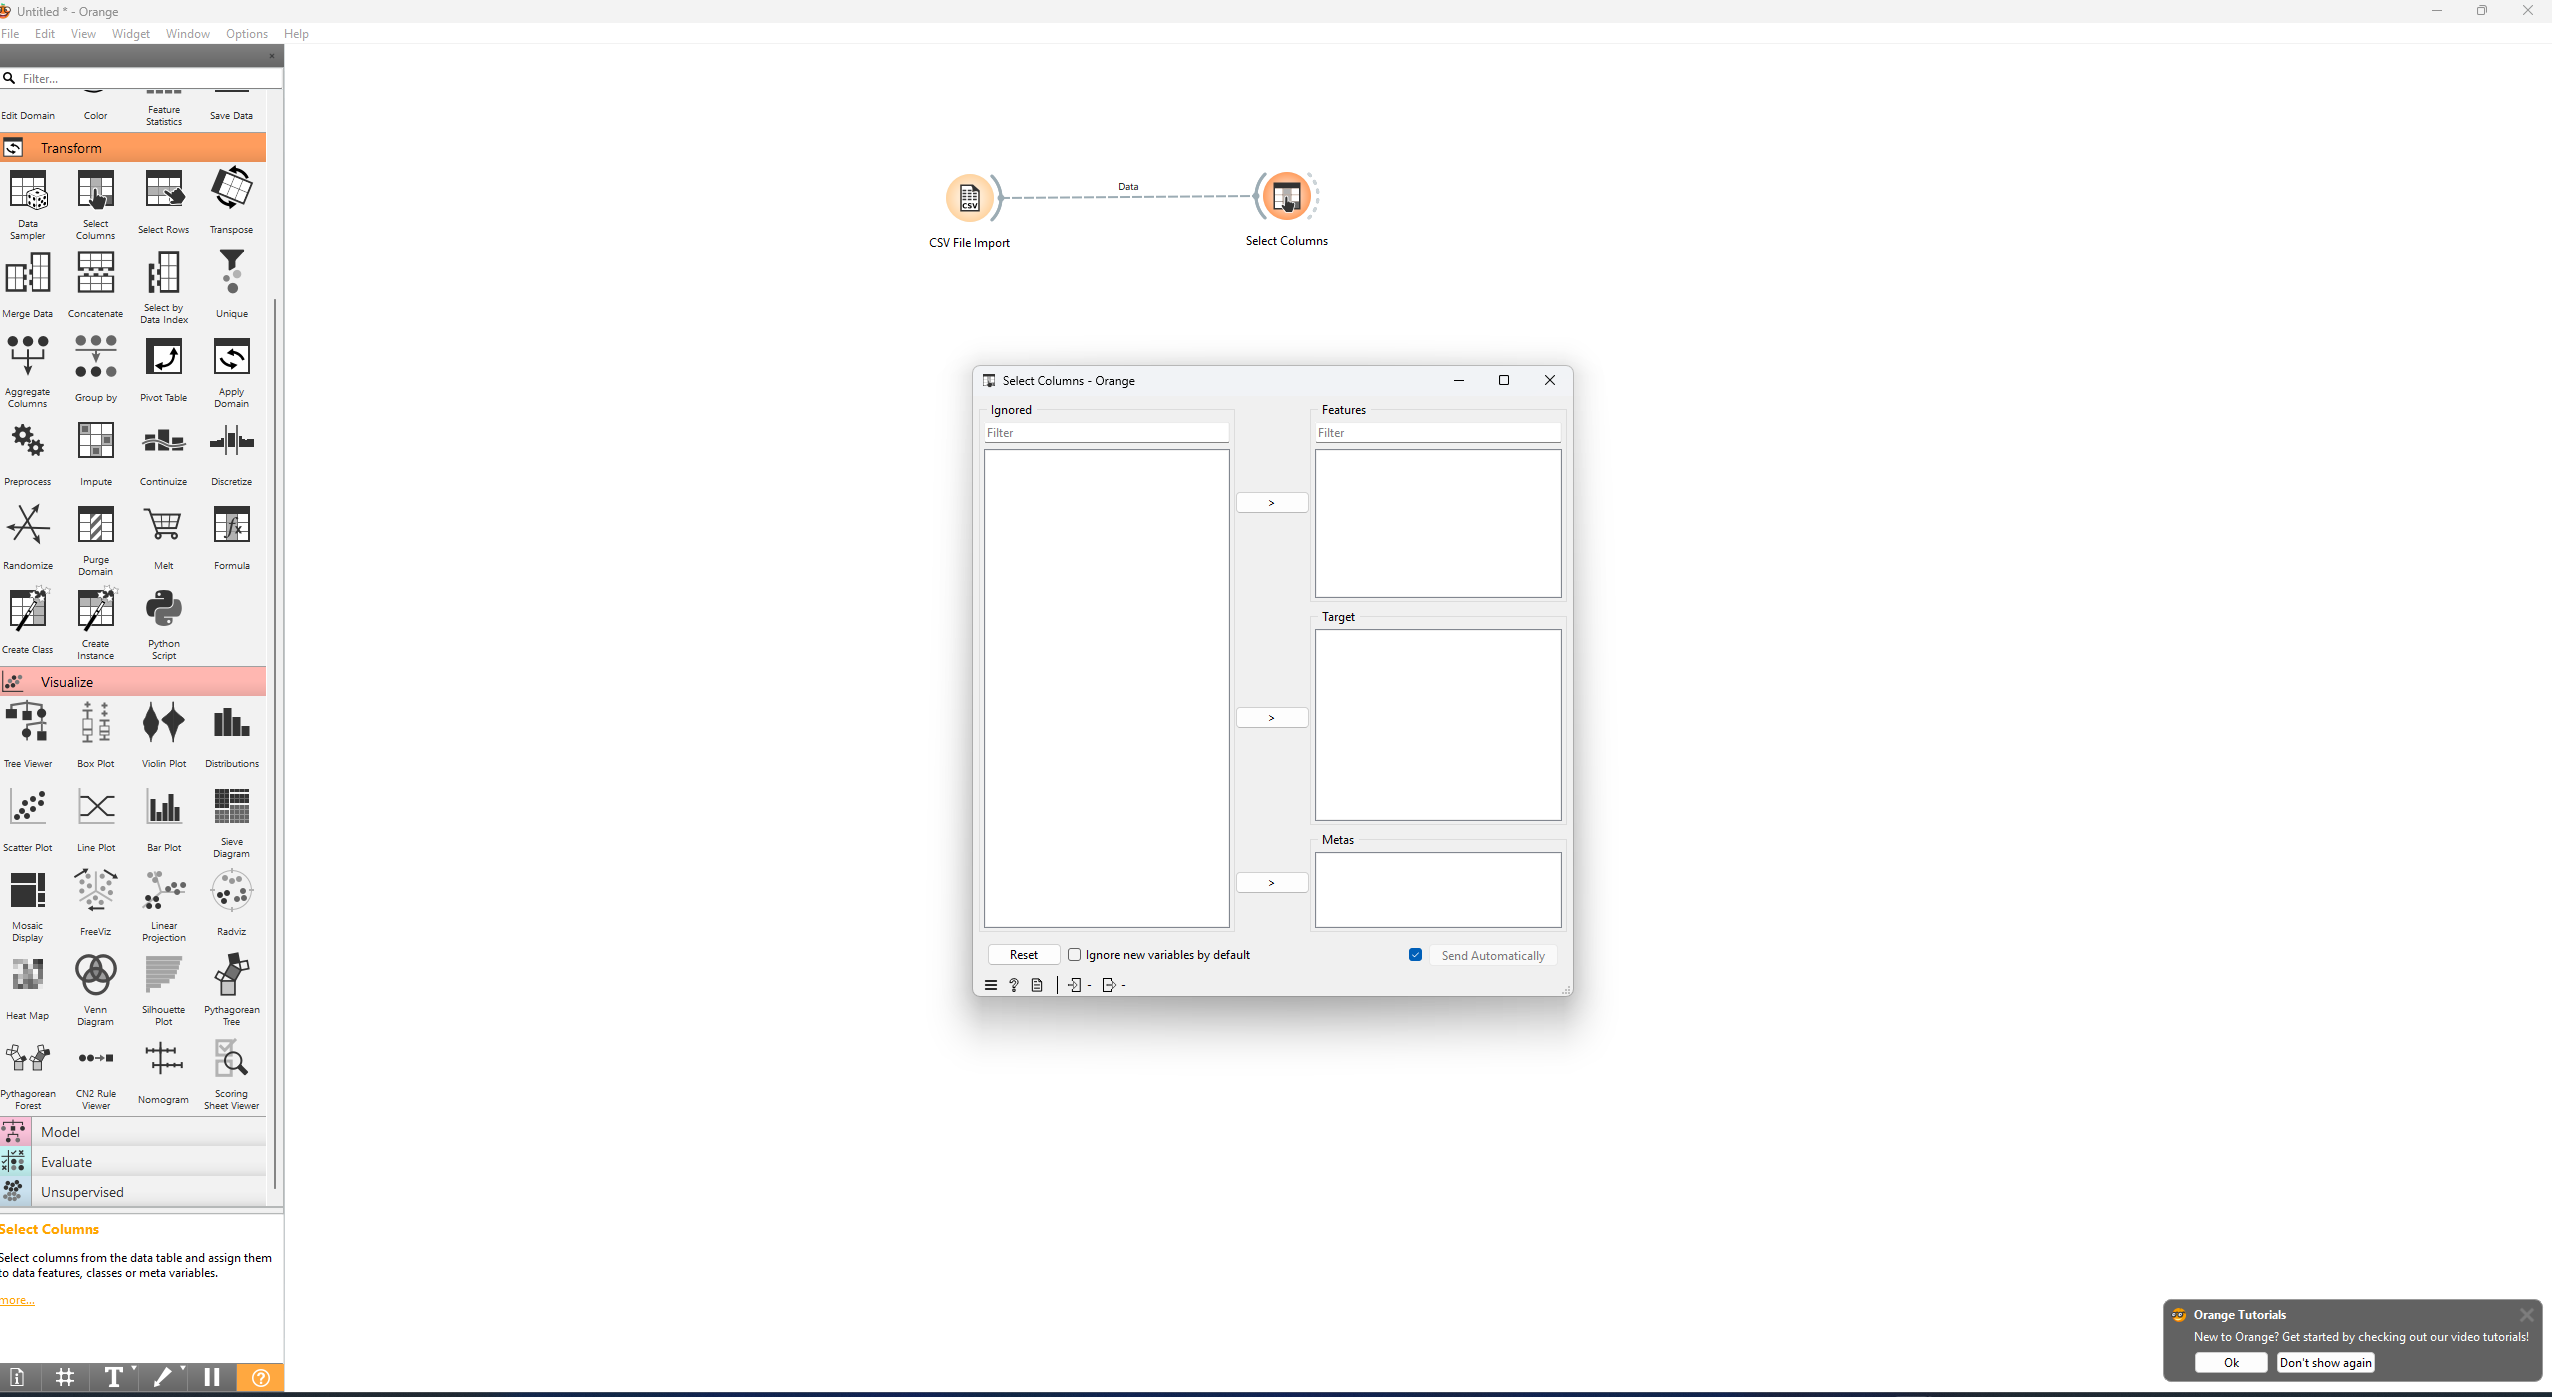 Untitled * - Orange
File Edit View Widget Window Options Help
Filter...
Edit Domain Color Feature Statistics Save Data
Transform
Data Sampler Select Columns Select Rows Transpose
Merge Data Concatenate Select by Data Index Unique
Aggregate Columns Group by Pivot Table Apply Domain
Preprocess Impute Continuize Discretize
Randomize Purge Domain Melt Formula
Create Class Create Instance Python Script
Visualize
Tree Viewer Box Plot Violin Plot Distributions
Scatter Plot Line Plot Bar Plot Sieve Diagram
Mosaic Display FreeViz Linear Projection Radviz
Heat Map Venn Diagram Silhouette Plot Pythagorean Tree
Pythagorean Forest CN2 Rule Viewer Nomogram Scoring Sheet Viewer
Model
Evaluate
Unsupervised
Select Columns
Select columns from the data table and assign them
to data features, classes or meta variables.
more...
Data
CSV
CSV File Import
Select Columns
Select Columns - Orange
Ignored
Filter
Features
Filter
>
Target
>
Metas
>
Reset
Ignore new variables by default
Send Automatically
Orange Tutorials
New to Orange? Get started by checking out our video tutorials!
Ok
Don't show again